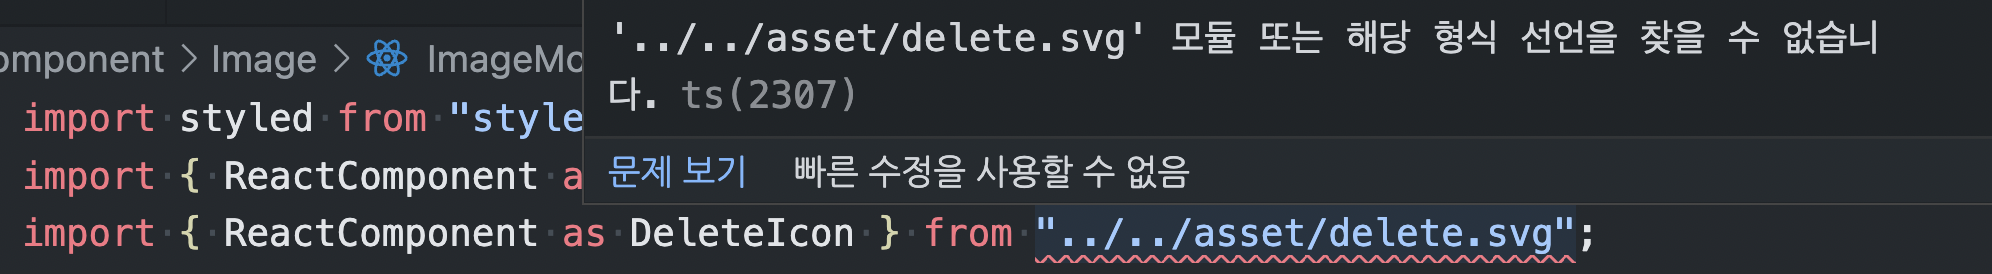 omponent > Image > ImageMo
'../../asset/delete.svg' 모듈 또는 해당 형식 선언을 찾을 수 없습니
다. ts(2307)
문제 보기 빠른 수정을 사용할 수 없음
import styled from "style
import { ReactComponent a
import { ReactComponent as DeleteIcon } from "../../asset/delete.svg";